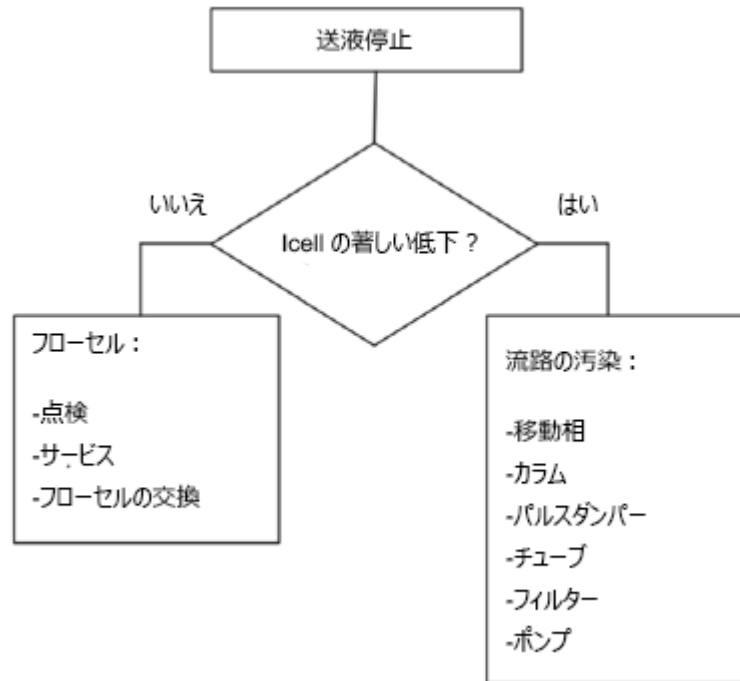 送液停止
いいえ
はい
Icell の著しい低下?
フローセル:
-点検
-サービス
-フローセルの交換
流路の汚染:
-移動相
-カラム
-パルスダンパー
-チューブ
-フィルター
-ポンプ